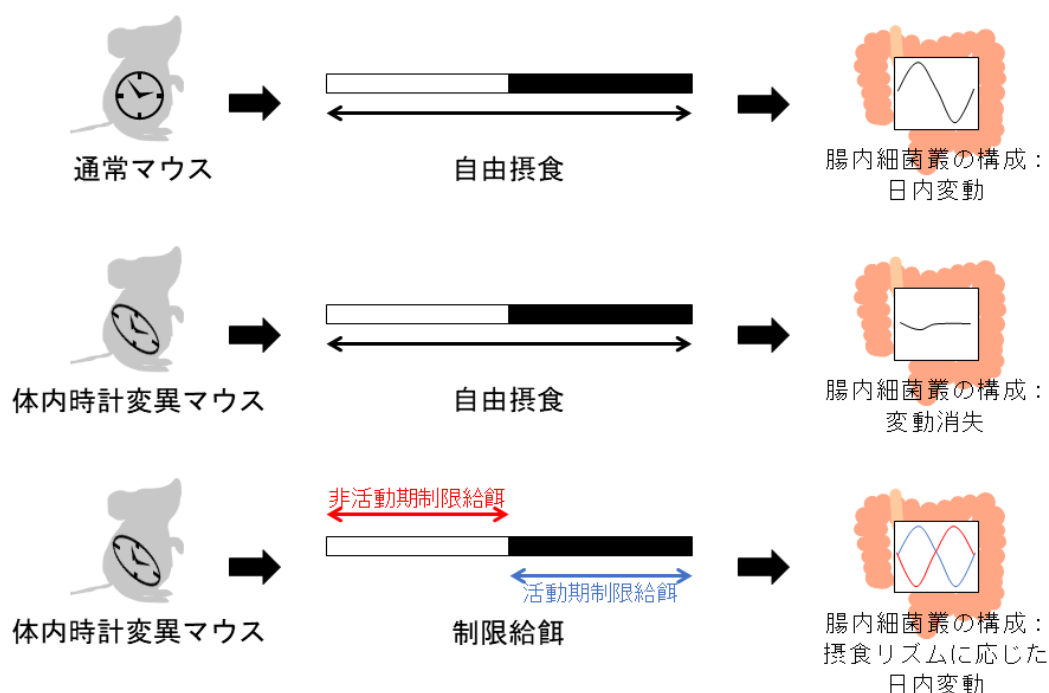 通常マウス
自由摂食
腸内細菌叢の構成：
日内変動
体内時計変異マウス
自由摂食
腸内細菌叢の構成：
変動消失
非活動期制限給餌
活動期制限給餌
体内時計変異マウス
制限給餌
腸内細菌叢の構成：
摂食リズムに応じた
日内変動